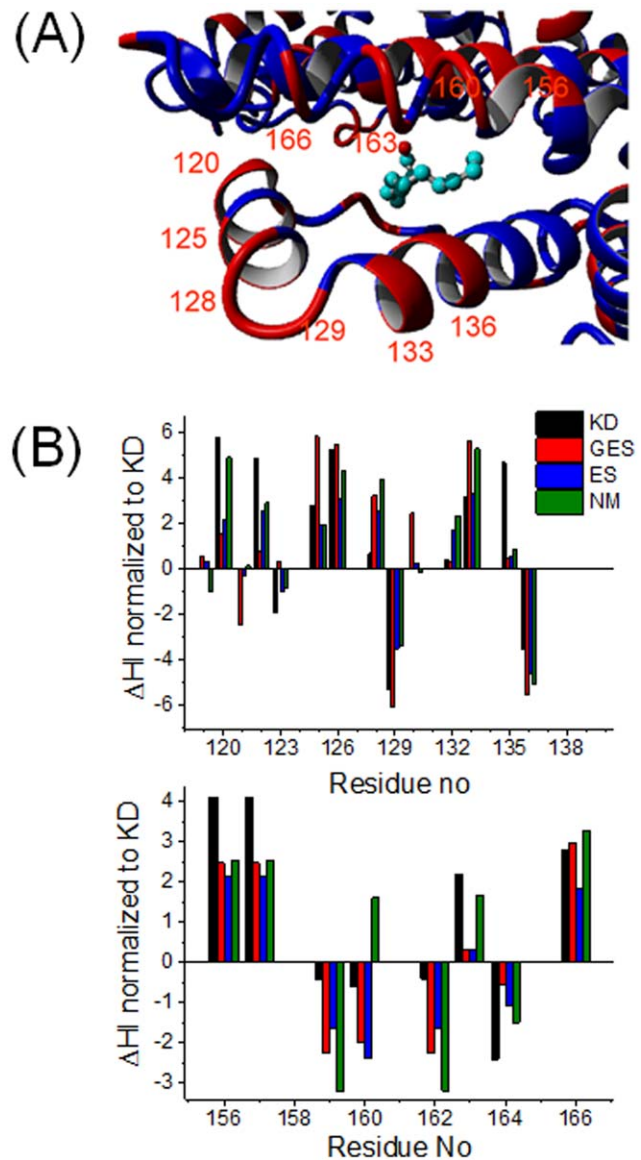 (A)
160
156
166
163
120
125
128
129
136
133
(B)
KD
GES
ES
NM
ΔHI normalized to KD
6
4
2
0
-2
-4
-6
120 123 126 129 132 135 138
Residue no
ΔHI normalized to KD
4
3
2
1
0
-1
-2
-3
156 158 160 162 164 166
Residue No